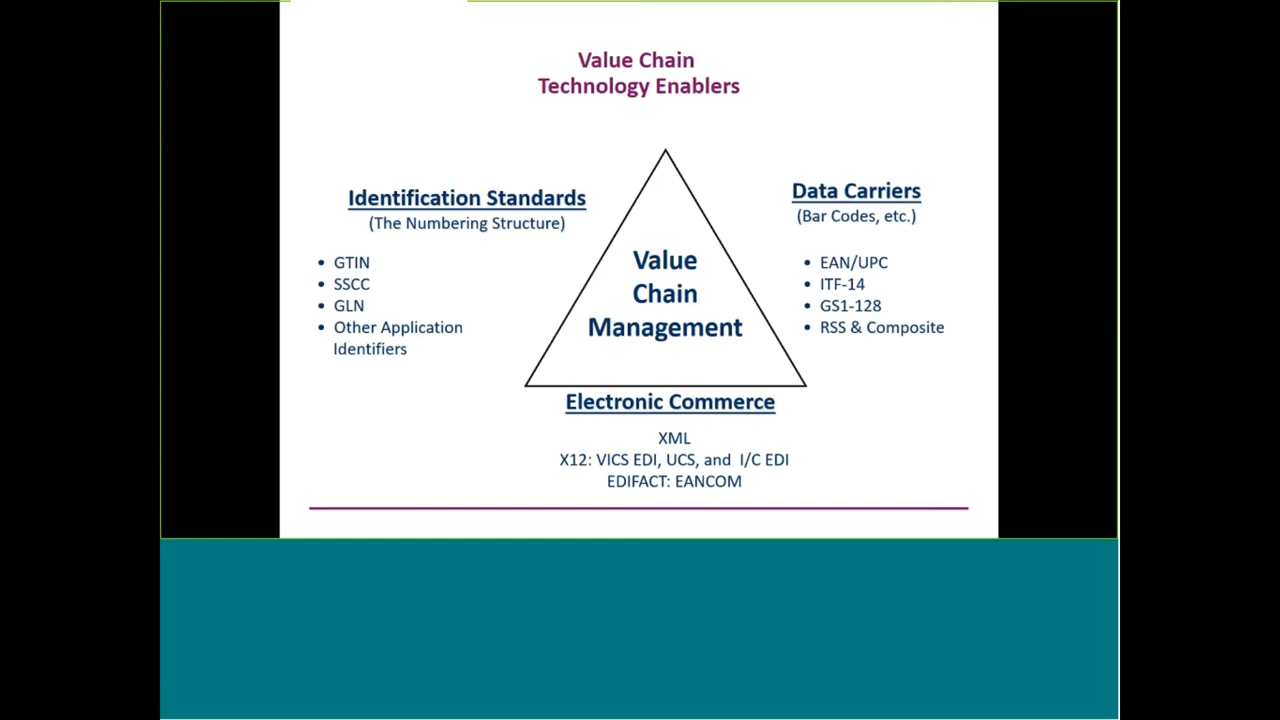 Value Chain
Technology Enablers
Identification Standards
(The Numbering Structure)
• GTIN
• SSCC
• GLN
• Other Application
Identifiers
Value
Chain
Management
Data Carriers
(Bar Codes, etc.)
• EAN/UPC
• ITF-14
• GS1-128
• RSS & Composite
Electronic Commerce
XML
X12: VICS EDI, UCS, and I/C EDI
EDIFACT: EANCOM